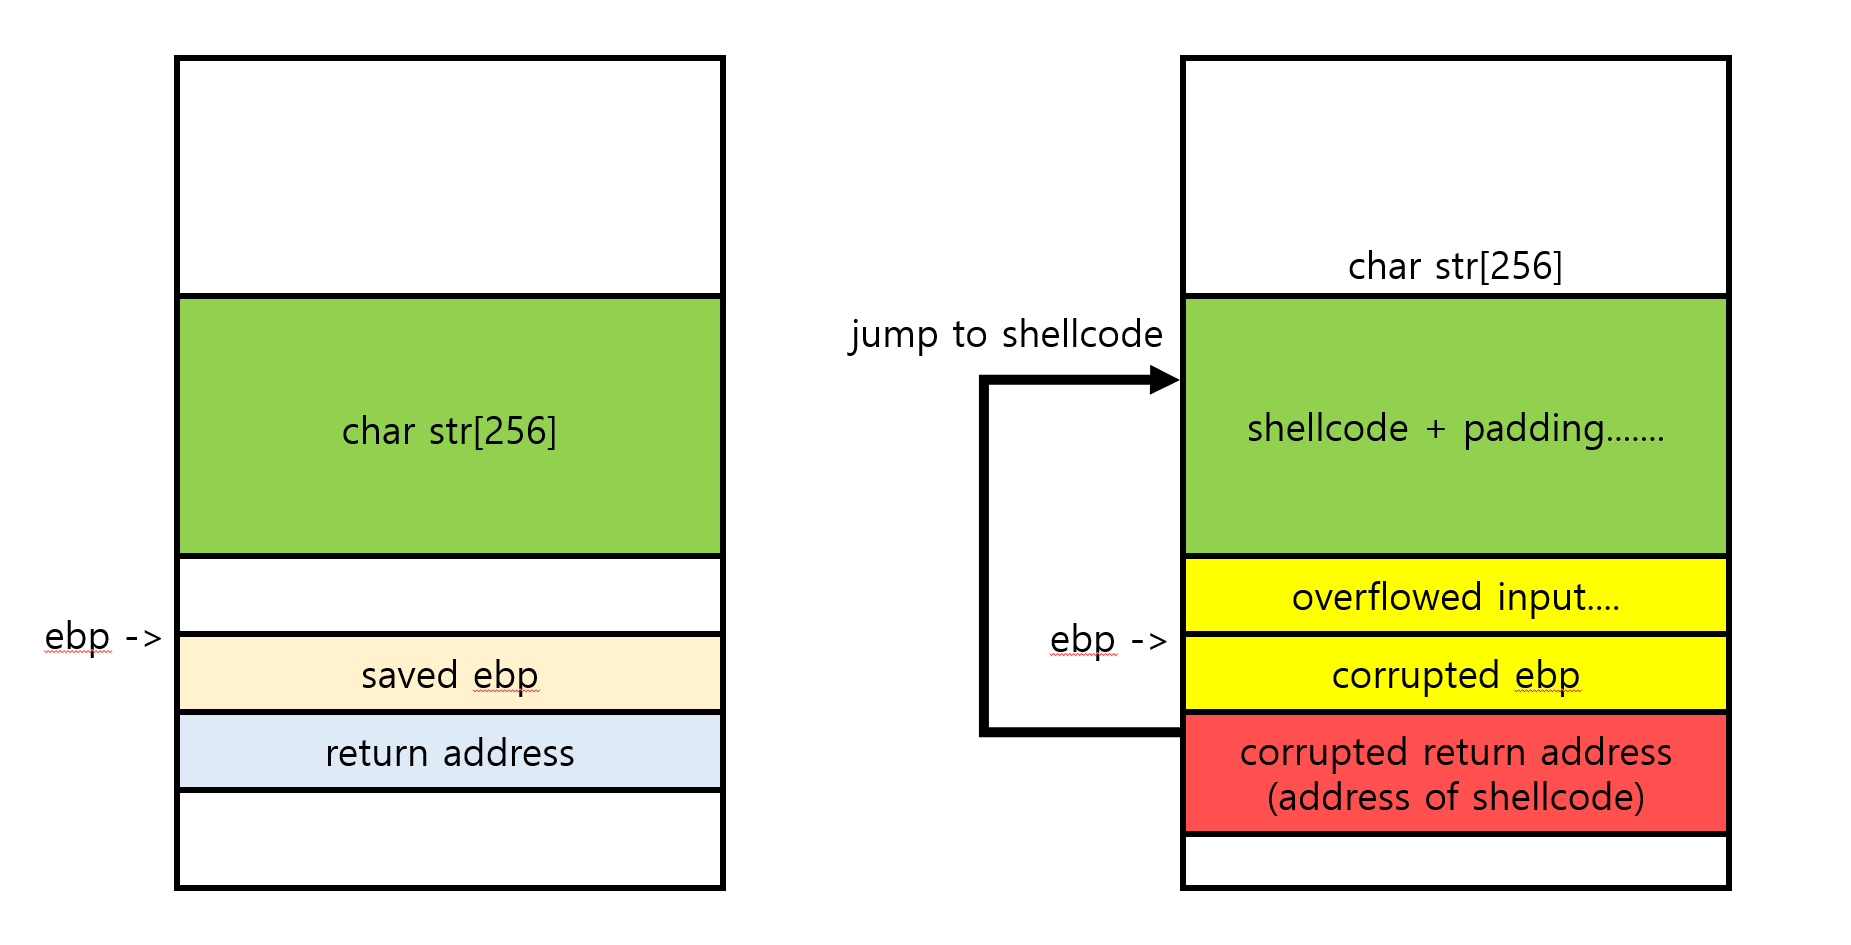 char str[256]
ebp ->
saved ebp
return address
char str[256]
jump to shellcode
shellcode + padding.......
overflowed input....
ebp ->
corrupted ebp
corrupted return address
(address of shellcode)